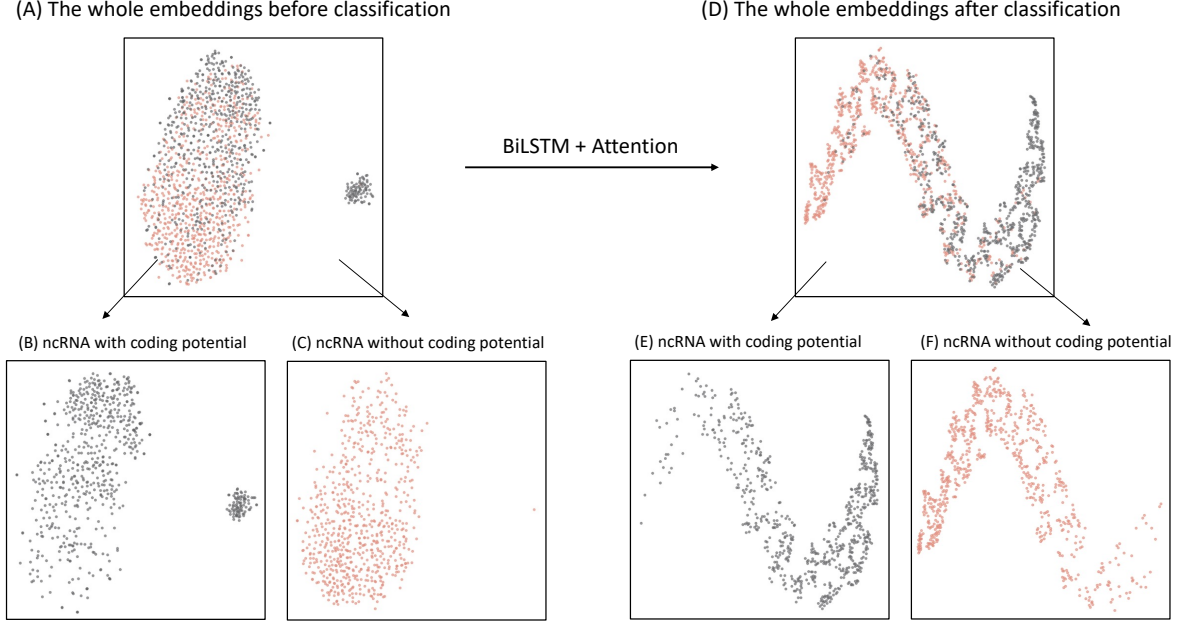 (A) The whole embeddings before classification
(D) The whole embeddings after classification
BiLSTM + Attention
(B) ncRNA with coding potential
(C) ncRNA without coding potential
(E) ncRNA with coding potential
(F) ncRNA without coding potential